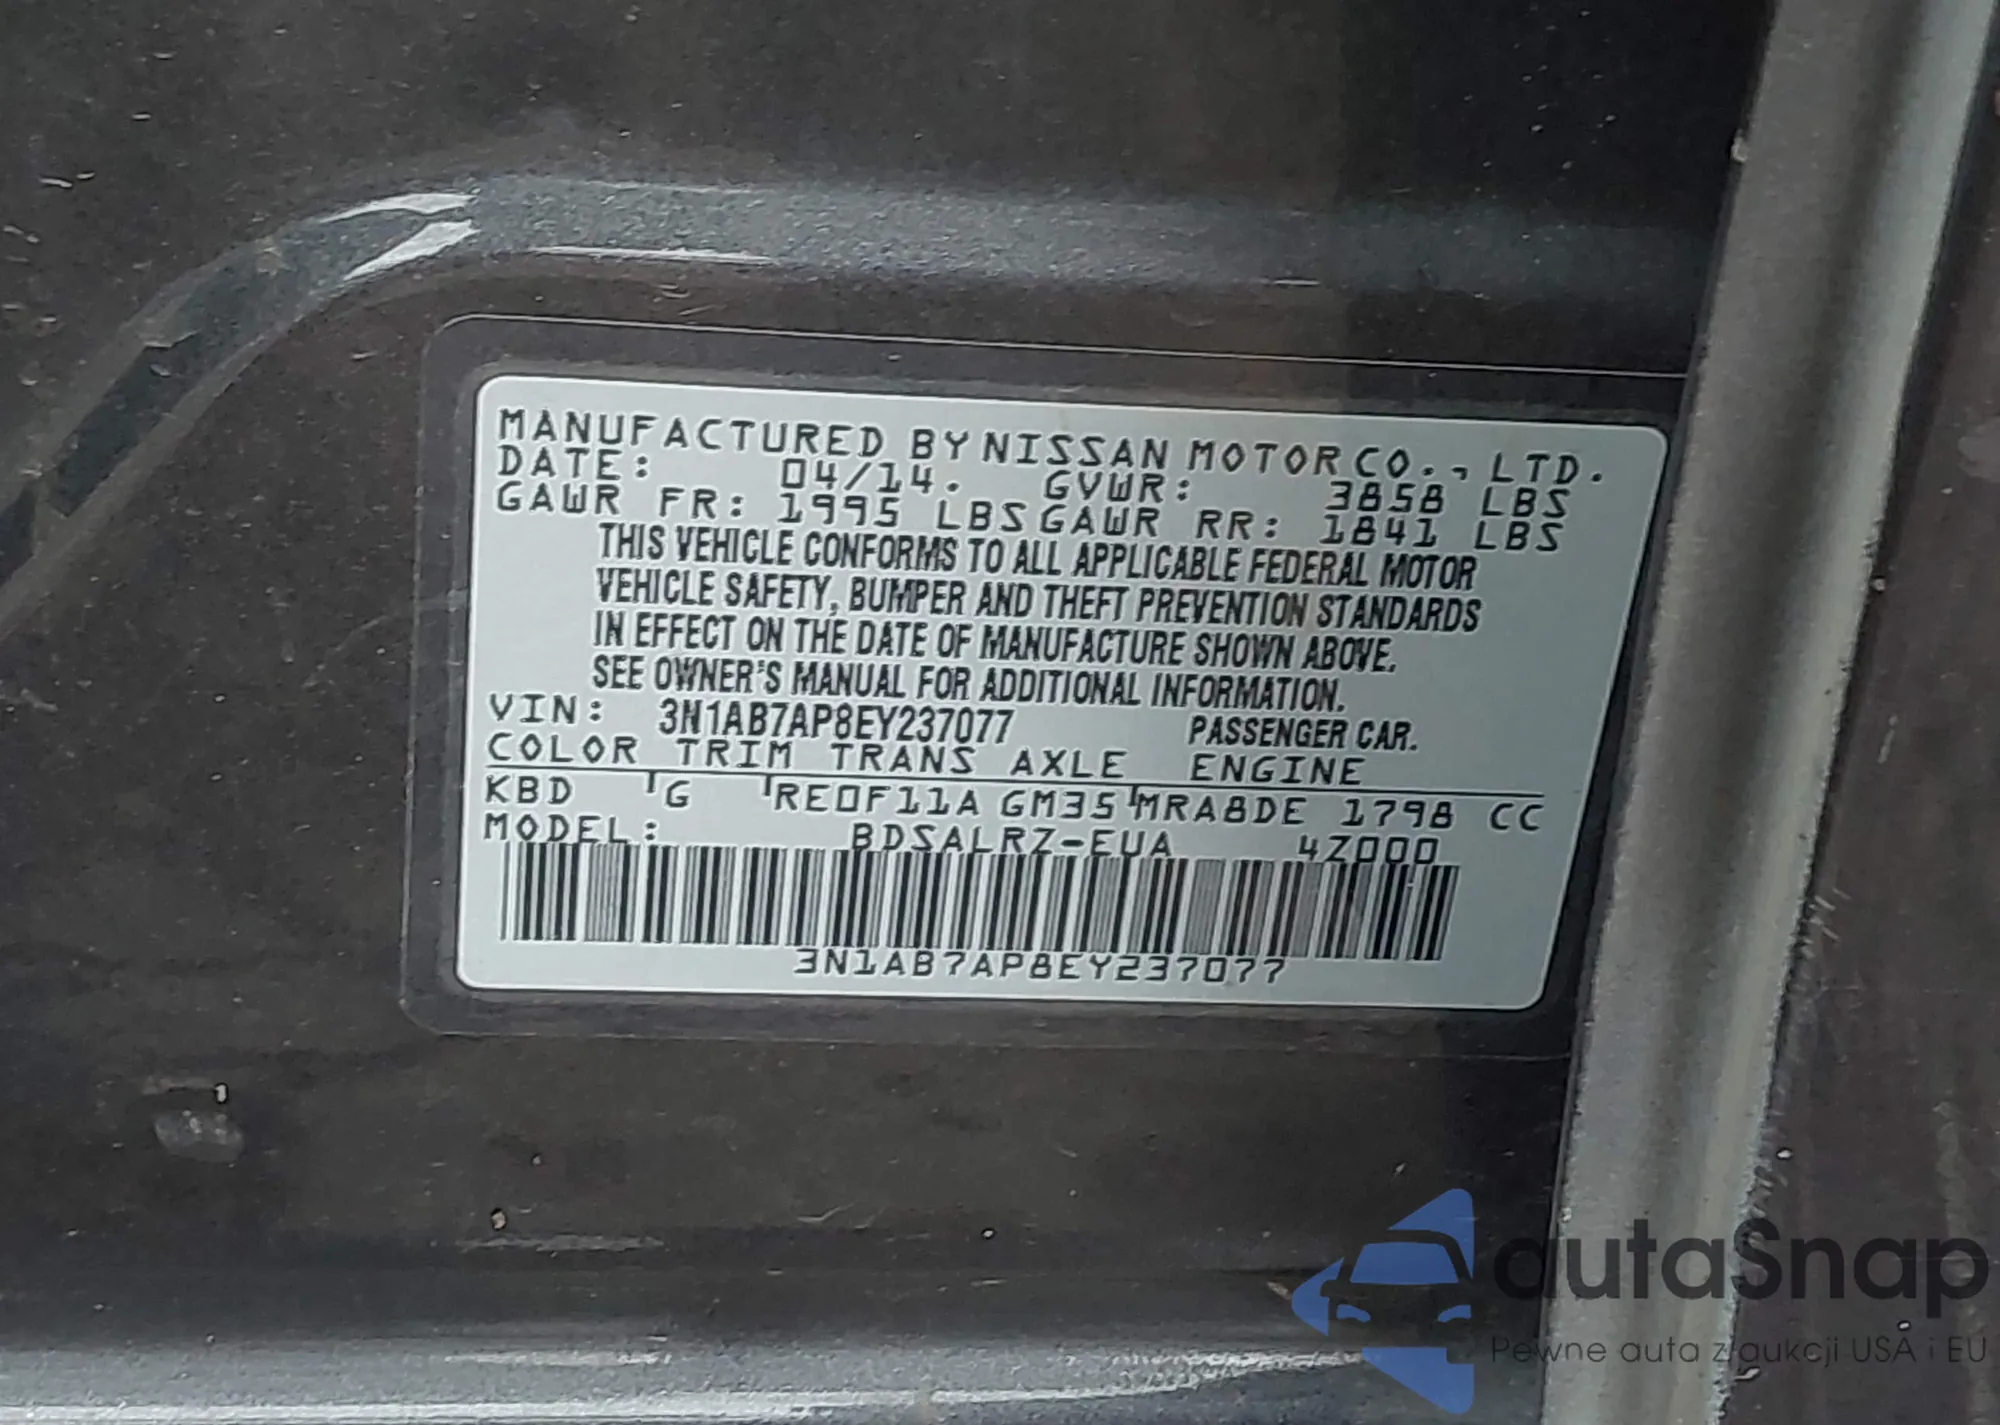 MANUFACTURED BY NISSAN MOTOR CO., LTD.
DATE: 04/14. GVWR: 3858 LBS
GAWR FR: 1995 LBS GAWR RR: 1841 LBS
THIS VEHICLE CONFORMS TO ALL APPLICABLE FEDERAL MOTOR
VEHICLE SAFETY, BUMPER AND THEFT PREVENTION STANDARDS
IN EFFECT ON THE DATE OF MANUFACTURE SHOWN ABOVE.
SEE OWNER'S MANUAL FOR ADDITIONAL INFORMATION.
VIN: 3N1AB7AP8EY237077 PASSENGER CAR.
COLOR TRIM TRANS AXLE ENGINE
KBD G RE0F11A GM35 MRA8DE 1798 CC
MODEL: BDSALRZ-EUA 4Z000
3N1AB7AP8EY237077
autaSnap
Pewne auta z aukcji USA i EU